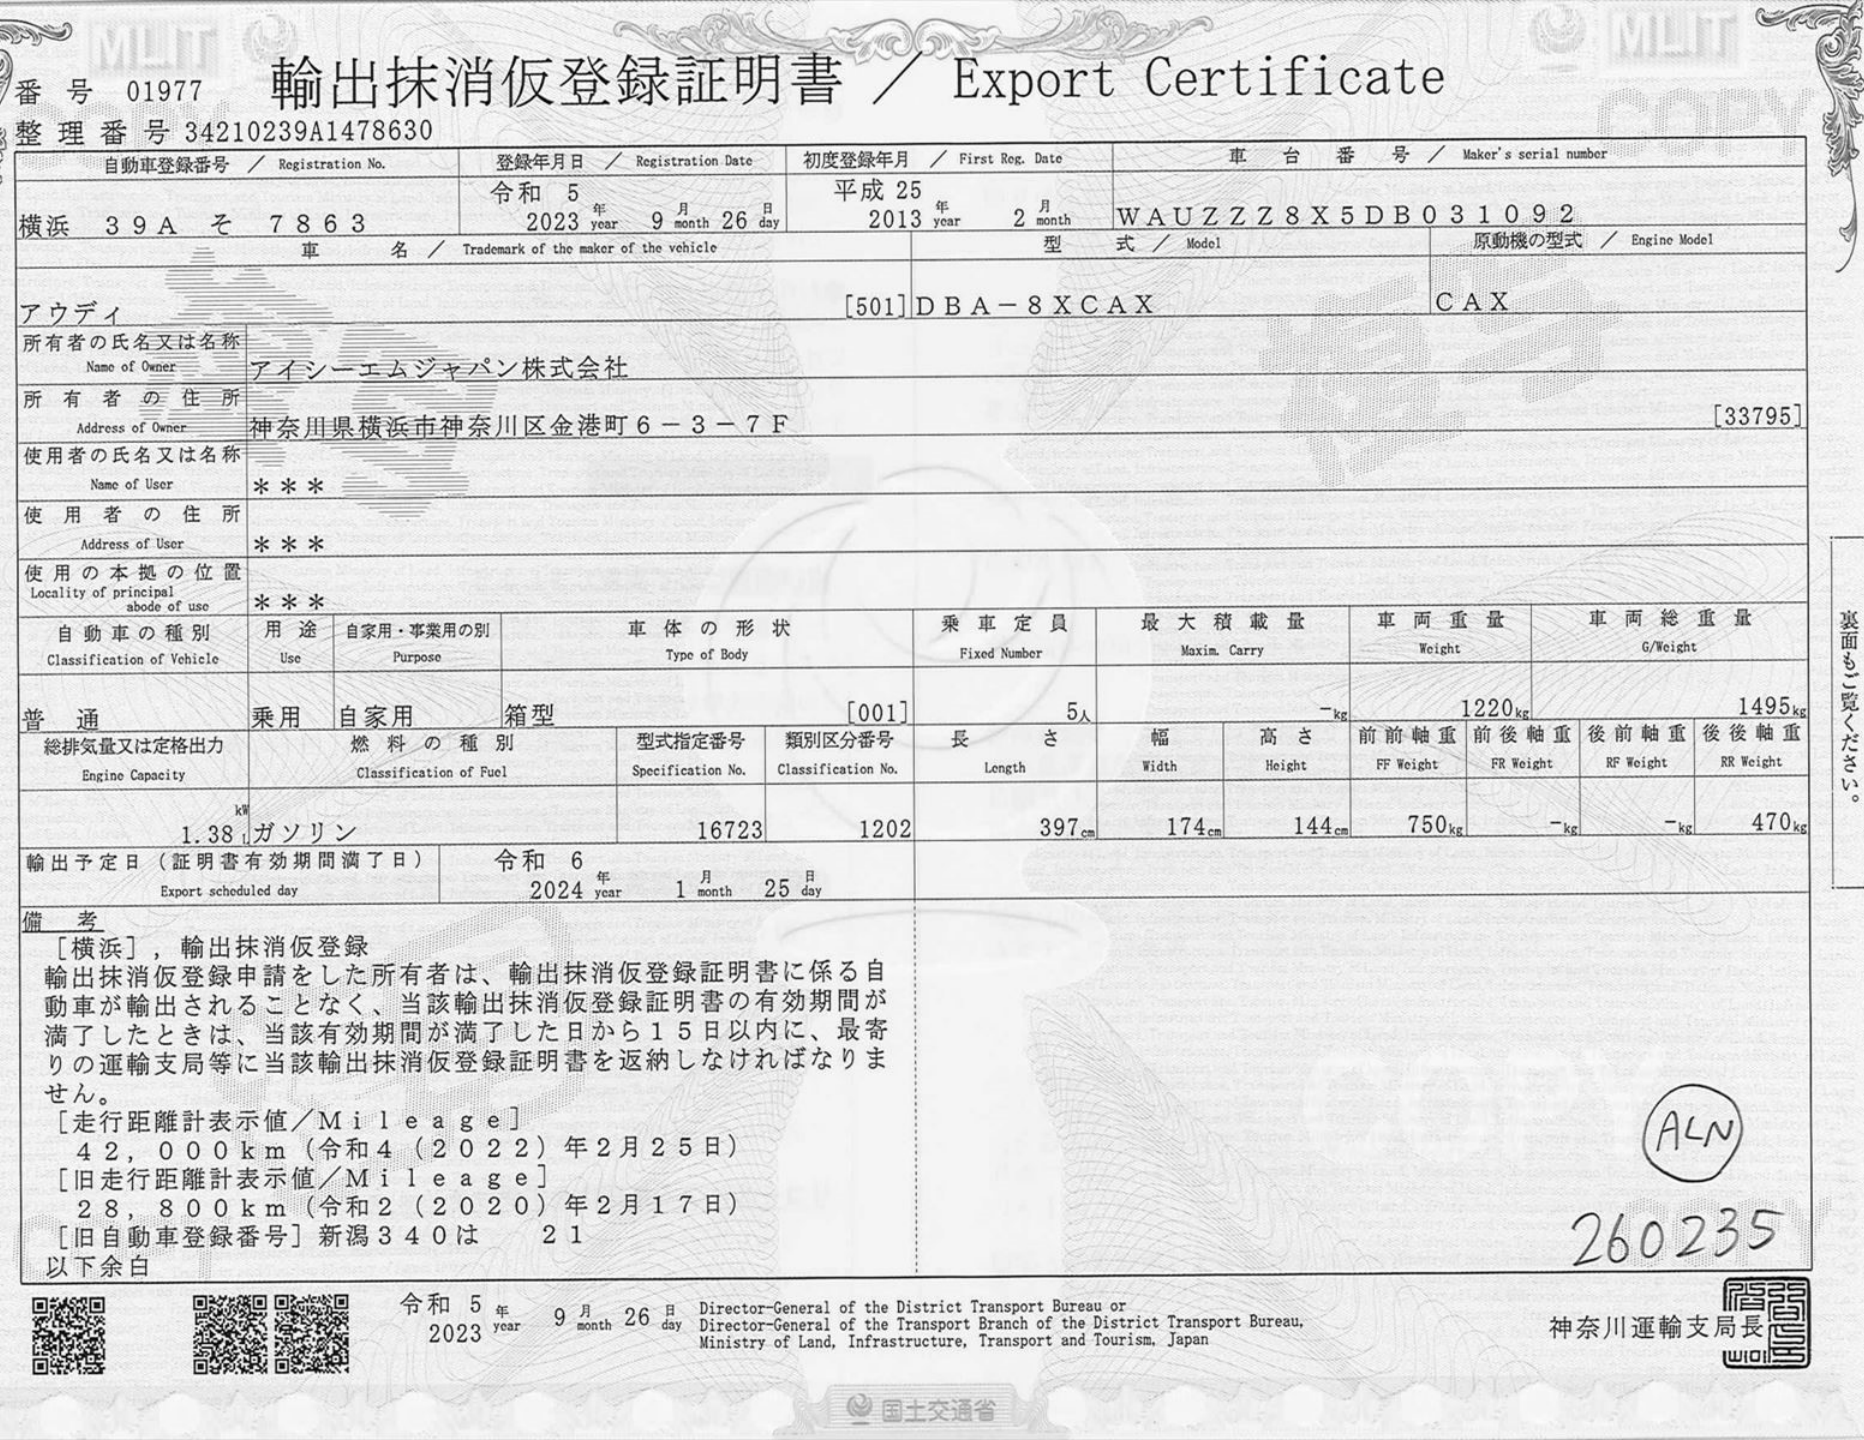 番 号 01977
輸出抹消仮登録証明書 ／ Export Certificate
整 理 番 号 34210239A1478630
自動車登録番号 ／ Registration No.
登録年月日 ／ Registration Date
初度登録年月 ／ First Reg. Date
車 台 番 号 ／ Maker's serial number
横浜 39A そ 7863
令和 5
2023 年 year 9 月 month 26 日 day
平成 25
2013 年 year 2 月 month
WAUZZZ8X5DB031092
車 名 ／ Trademark of the maker of the vehicle
型 式 ／ Model
原動機の型式 ／ Engine Model
アウディ [501]
DBA－8XCAX
CAX
所有者の氏名又は名称
Name of Owner
アイシーエムジャパン株式会社
所 有 者 の 住 所
Address of Owner
神奈川県横浜市神奈川区金港町６－３－７Ｆ [33795]
使用者の氏名又は名称
Name of User
＊＊＊
使 用 者 の 住 所
Address of User
＊＊＊
使 用 の 本 拠 の 位 置
Locality of principal
abode of use
＊＊＊
自 動 車 の 種 別
Classification of Vehicle
用 途
Use
自家用・事業用の別
Purpose
車 体 の 形 状
Type of Body
乗 車 定 員
Fixed Number
最 大 積 載 量
Maxim. Carry
車 両 重 量
Weight
車 両 総 重 量
G/Weight
普 通
乗用
自家用
箱型 [001]
5人
－kg
1220kg
1495kg
総排気量又は定格出力
Engine Capacity
燃 料 の 種 別
Classification of Fuel
型式指定番号
Specification No.
類別区分番号
Classification No.
長 さ
Length
幅
Width
高 さ
Height
前 前 軸 重
FF Weight
前 後 軸 重
FR Weight
後 前 軸 重
RF Weight
後 後 軸 重
RR Weight
kW
1.38 L
ガソリン
16723
1202
397cm
174cm
144cm
750kg
－kg
－kg
470kg
輸出予定日（証明書有効期間満了日）
Export scheduled day
令和 6
2024 年 year 1 月 month 25 日 day
備 考
［横浜］，輸出抹消仮登録
輸出抹消仮登録申請をした所有者は、輸出抹消仮登録証明書に係る自
動車が輸出されることなく、当該輸出抹消仮登録証明書の有効期間が
満了したときは、当該有効期間が満了した日から１５日以内に、最寄
りの運輸支局等に当該輸出抹消仮登録証明書を返納しなければなりま
せん。
［走行距離計表示値／Ｍｉｌｅａｇｅ］
４２，０００ｋｍ（令和４（２０２２）年２月２５日）
［旧走行距離計表示値／Ｍｉｌｅａｇｅ］
２８，８００ｋｍ（令和２（２０２０）年２月１７日）
［旧自動車登録番号］新潟３４０は　　２１
以下余白
裏面もご覧ください。
ALN
260235
令和 5
2023 年 year 9 月 month 26 日 day
Director-General of the District Transport Bureau or
Director-General of the Transport Branch of the District Transport Bureau,
Ministry of Land, Infrastructure, Transport and Tourism, Japan
神奈川運輸支局長
国土交通省
MLIT
MLIT
COPY
COPY